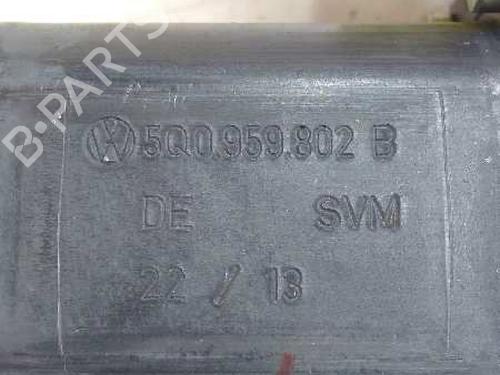 B-PARTS
5Q0.959.802 B
DE SVM
22 / 13